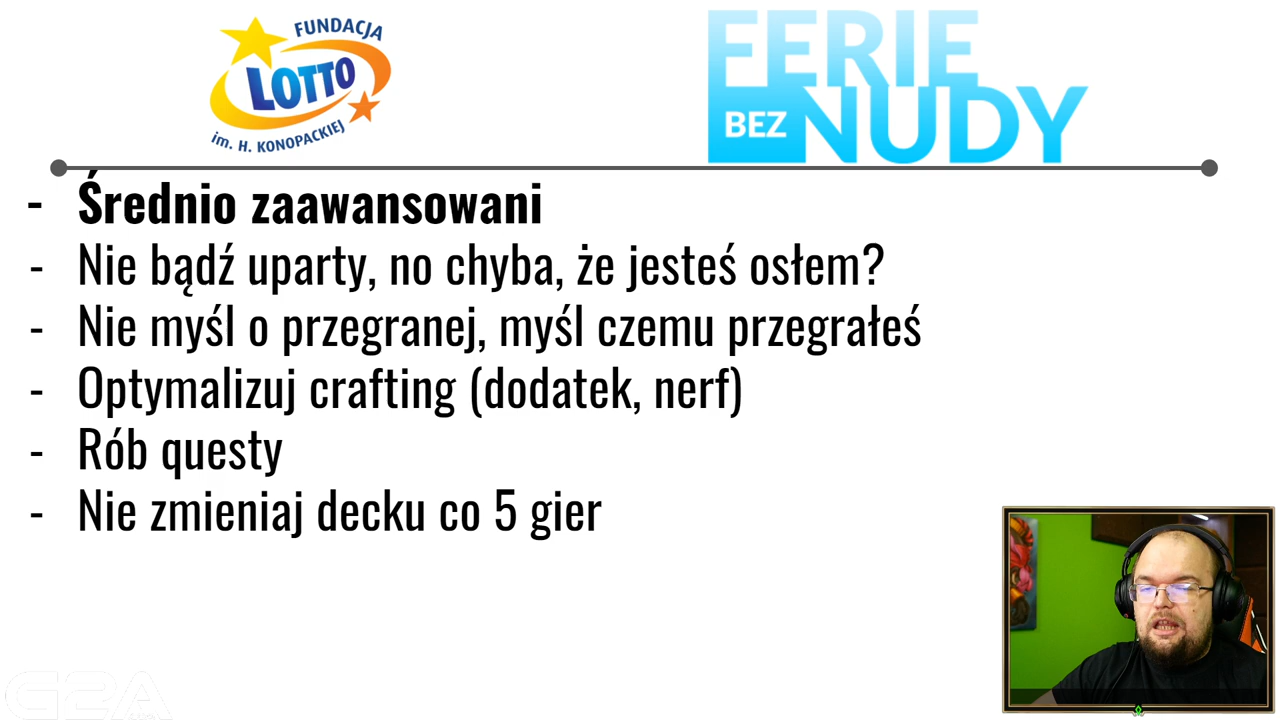 FUNDACJA
LOTTO
im. H. KONOPACKIEJ
FERIE
BEZ NUDY
- Średnio zaawansowani
- Nie bądź uparty, no chyba, że jesteś osłem?
- Nie myśl o przegranej, myśl czemu przegrałeś
- Optymalizuj crafting (dodatek, nerf)
- Rób questy
- Nie zmieniaj decku co 5 gier
G2A